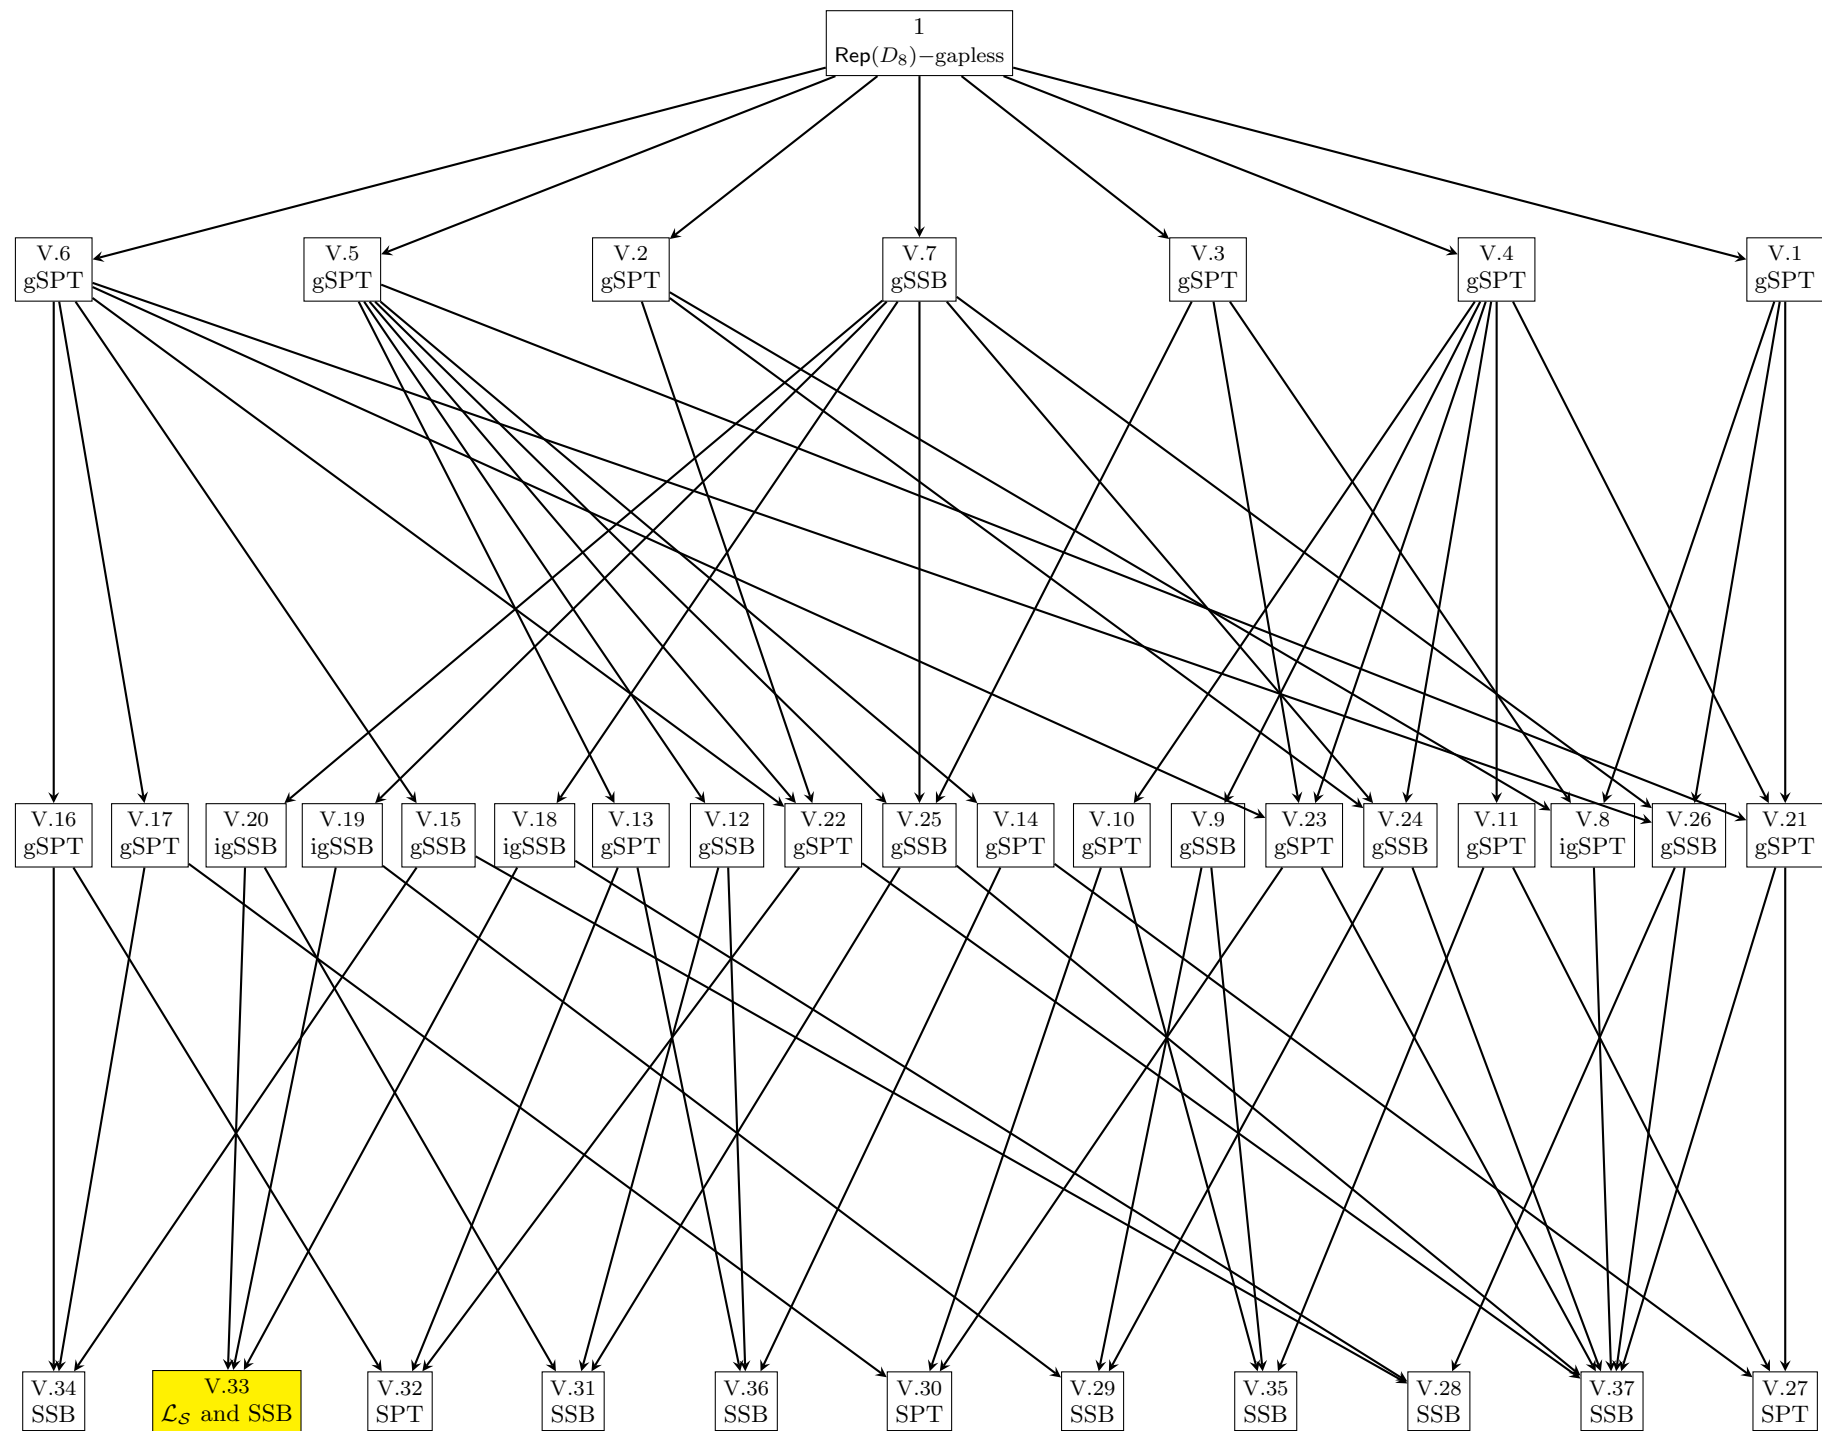 1
Rep(D₈)−gapless
V.6
gSPT
V.5
gSPT
V.2
gSPT
V.7
gSSB
V.3
gSPT
V.4
gSPT
V.1
gSPT
V.16
gSPT
V.17
gSPT
V.20
igSSB
V.19
igSSB
V.15
gSSB
V.18
igSSB
V.13
gSPT
V.12
gSSB
V.22
gSPT
V.25
gSSB
V.14
gSPT
V.10
gSPT
V.9
gSSB
V.23
gSPT
V.24
gSSB
V.11
gSPT
V.8
igSPT
V.26
gSSB
V.21
gSPT
V.34
SSB
V.33
ℒ_𝒮 and SSB
V.32
SPT
V.31
SSB
V.36
SSB
V.30
SPT
V.29
SSB
V.35
SSB
V.28
SSB
V.37
SSB
V.27
SPT